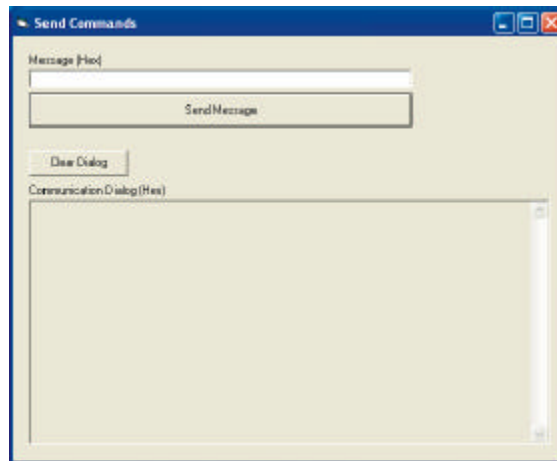 Send Commands
Message (Hex)
Send Message
Clear Dialog
Communication Dialog (Hex)